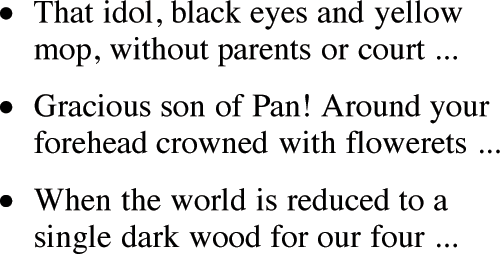 • That idol, black eyes and yellow
mop, without parents or court ...
• Gracious son of Pan! Around your
forehead crowned with flowerets ...
• When the world is reduced to a
single dark wood for our four ...